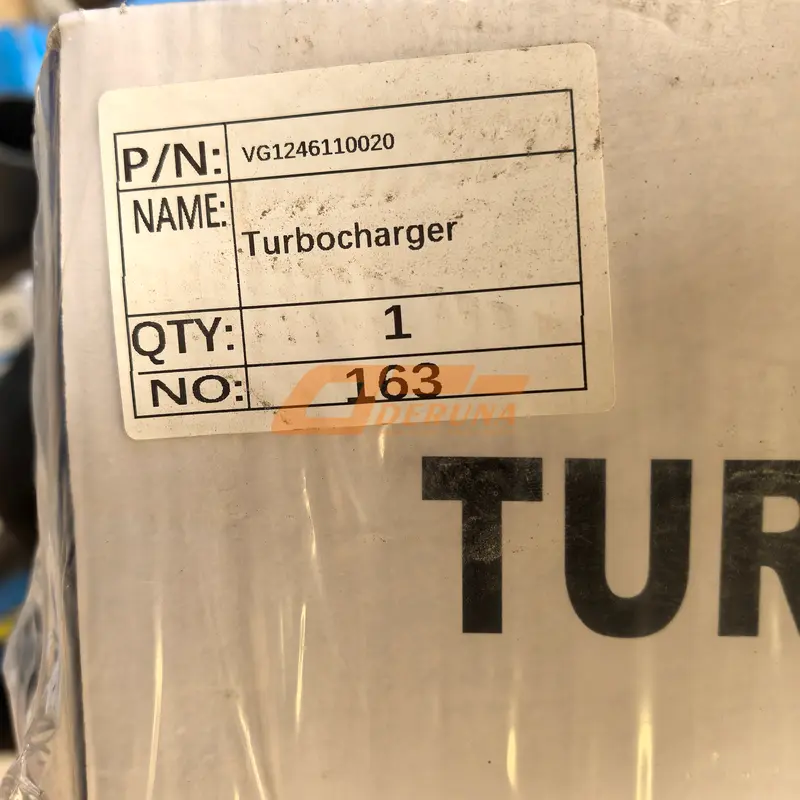 P/N: VG1246110020
NAME: Turbocharger
QTY: 1
NO: 163
DERUNA
TUR